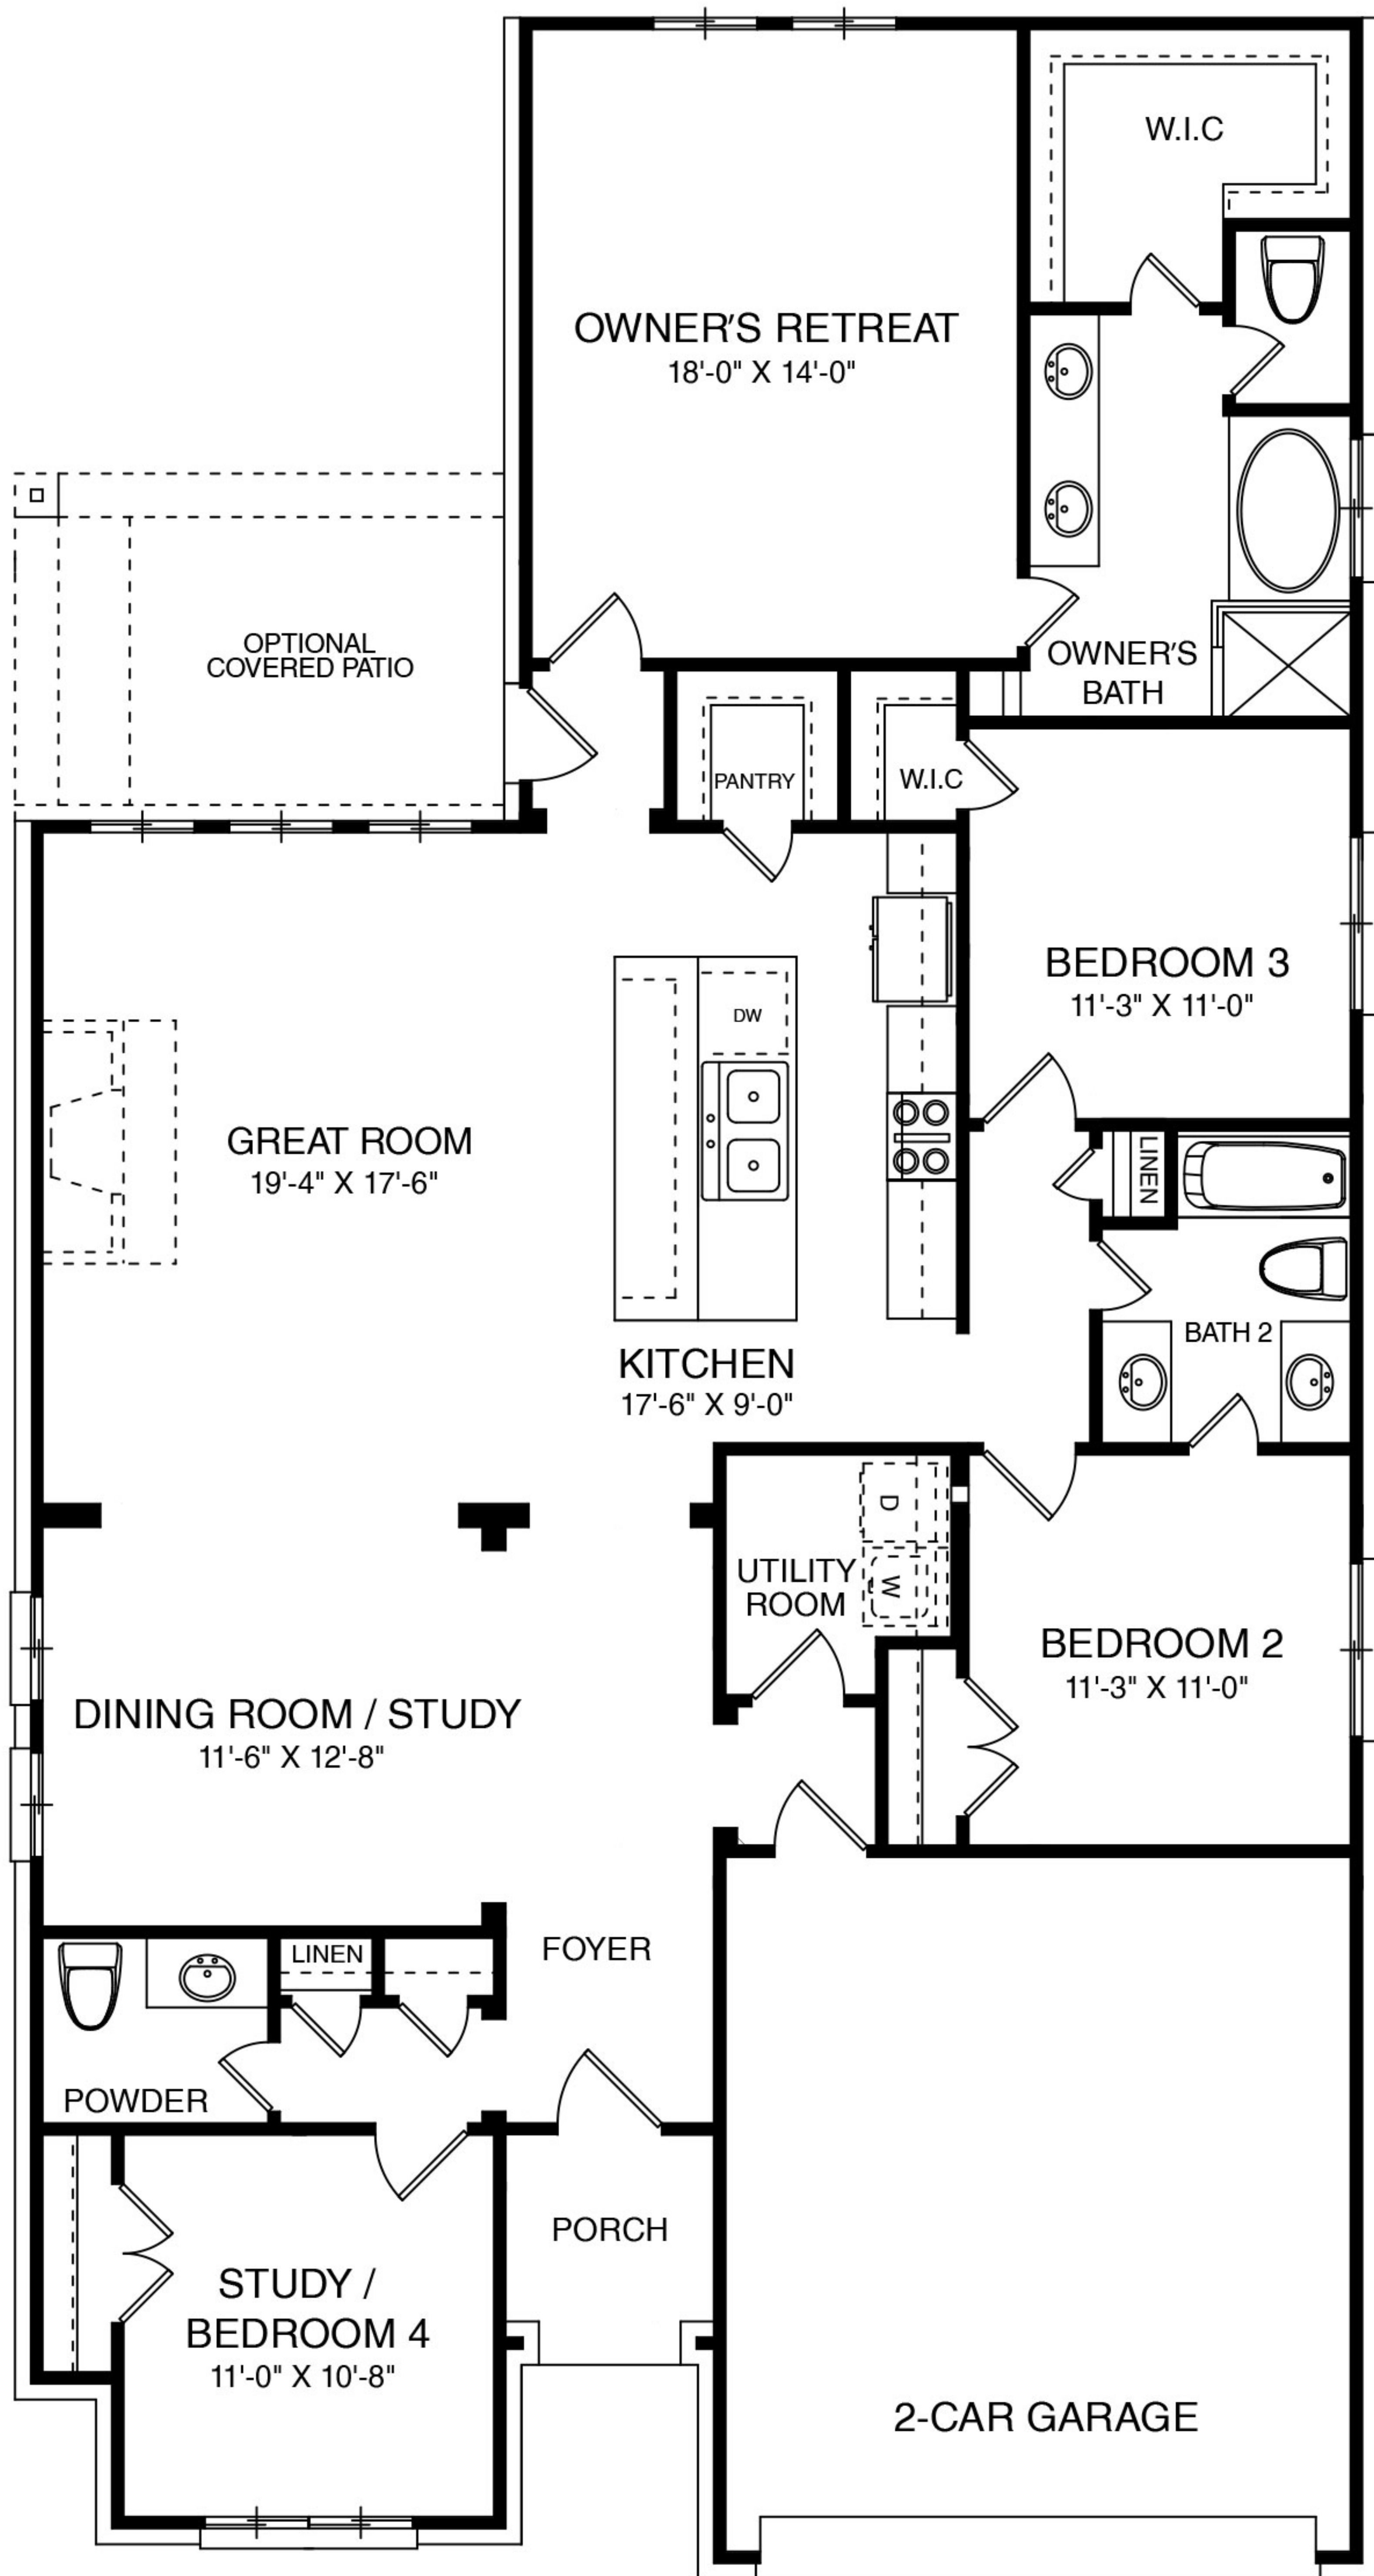 W.I.C
OWNER'S RETREAT
18'-0" X 14'-0"
OPTIONAL
COVERED PATIO
OWNER'S
BATH
PANTRY
W.I.C
BEDROOM 3
11'-3" X 11'-0"
DW
GREAT ROOM
19'-4" X 17'-6"
LINEN
BATH 2
KITCHEN
17'-6" X 9'-0"
D
W
UTILITY
ROOM
BEDROOM 2
11'-3" X 11'-0"
DINING ROOM / STUDY
11'-6" X 12'-8"
FOYER
LINEN
POWDER
PORCH
STUDY /
BEDROOM 4
11'-0" X 10'-8"
2-CAR GARAGE